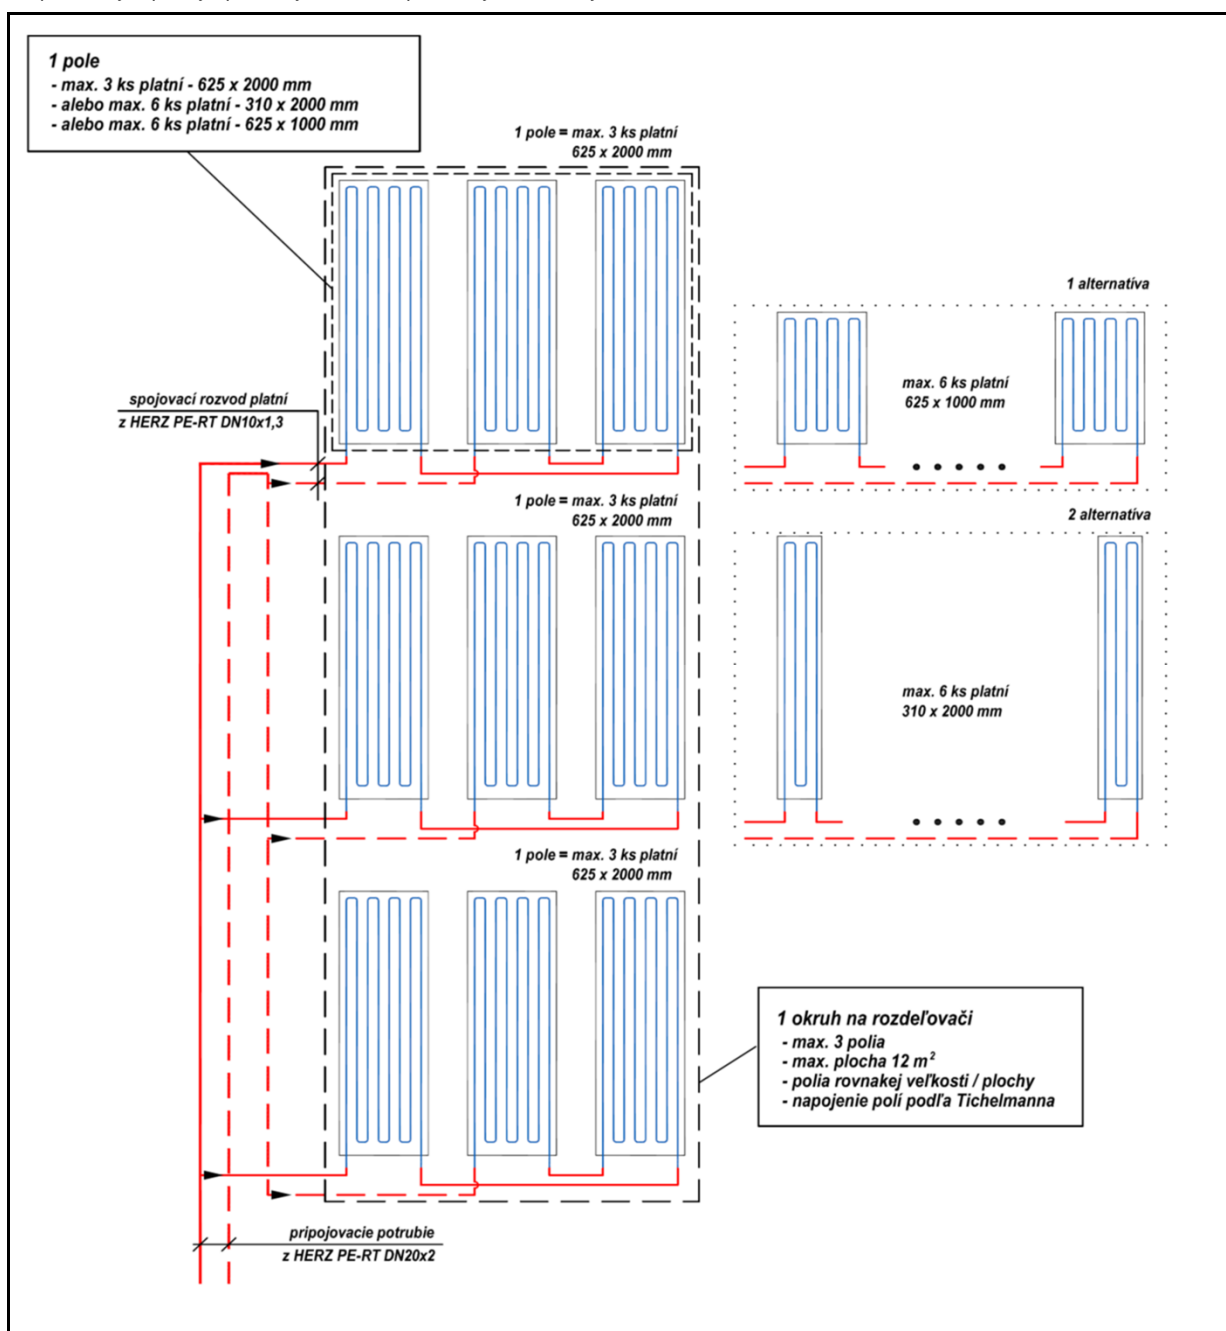 1 pole
- max. 3 ks platní - 625 x 2000 mm
- alebo max. 6 ks platní - 310 x 2000 mm
- alebo max. 6 ks platní - 625 x 1000 mm
1 pole = max. 3 ks platní
625 x 2000 mm
1 alternatíva
max. 6 ks platní
625 x 1000 mm
spojovací rozvod platní
z HERZ PE-RT DN10x1,3
1 pole = max. 3 ks platní
625 x 2000 mm
2 alternatíva
max. 6 ks platní
310 x 2000 mm
1 pole = max. 3 ks platní
625 x 2000 mm
1 okruh na rozdeľovači
- max. 3 polia
- max. plocha 12 m²
- polia rovnakej veľkosti / plochy
- napojenie polí podľa Tichelmanna
pripojovacie potrubie
z HERZ PE-RT DN20x2